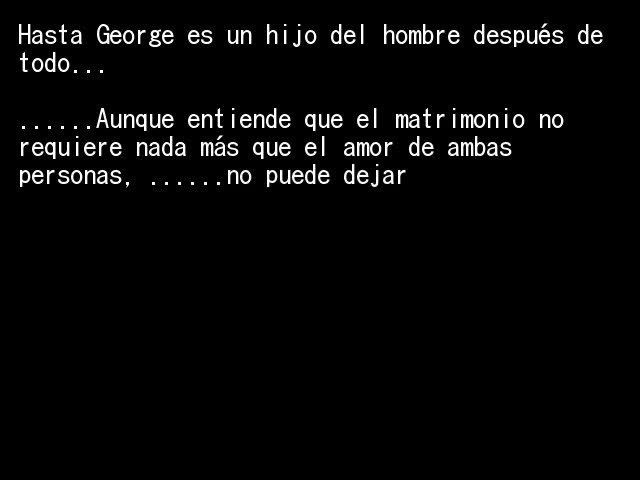 Hasta George es un hijo del hombre después de
todo...
......Aunque entiende que el matrimonio no
requiere nada más que el amor de ambas
personas, ......no puede dejar